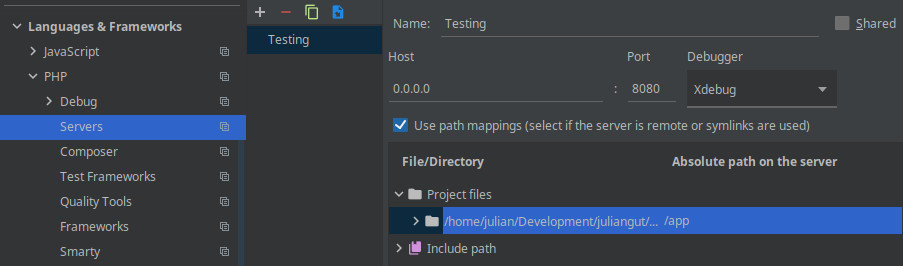 Languages & Frameworks
JavaScript
PHP
Debug
Servers
Composer
Test Frameworks
Quality Tools
Frameworks
Smarty
Testing
Name: Testing
Shared
Host Port Debugger
0.0.0.0 : 8080 Xdebug
Use path mappings (select if the server is remote or symlinks are used)
File/Directory Absolute path on the server
Project files
/home/julian/Development/juliangut/... /app
Include path